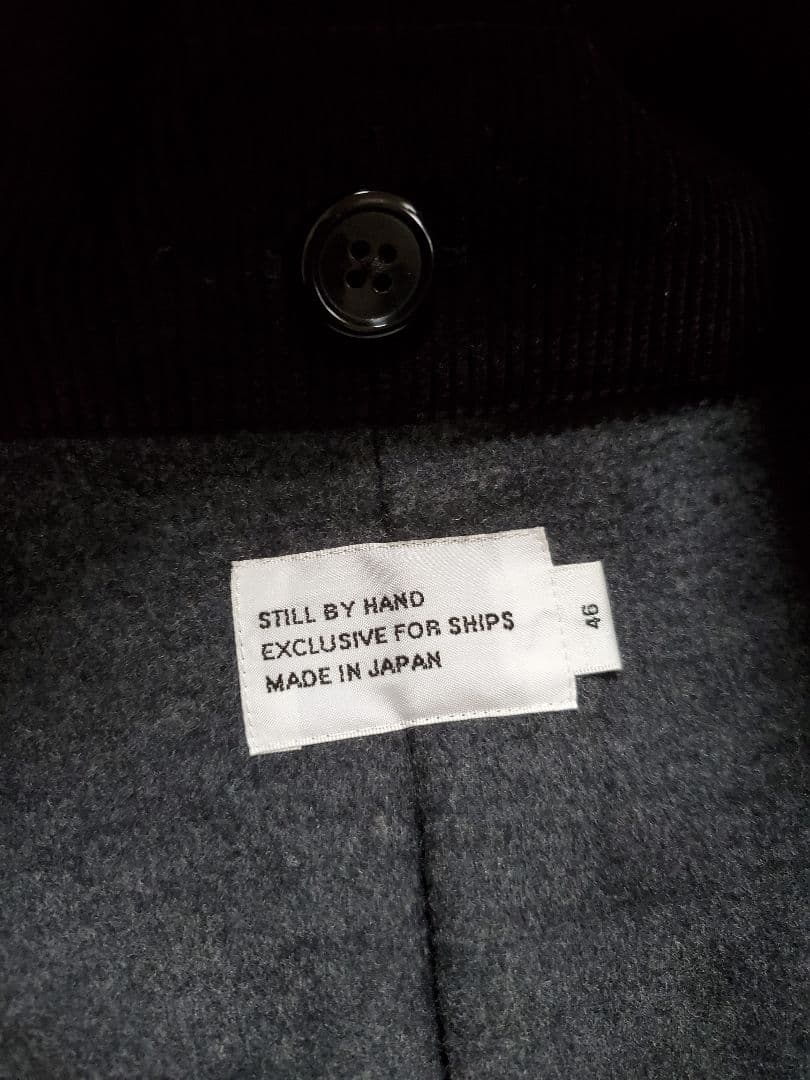 STILL BY HAND
EXCLUSIVE FOR SHIPS
MADE IN JAPAN
46